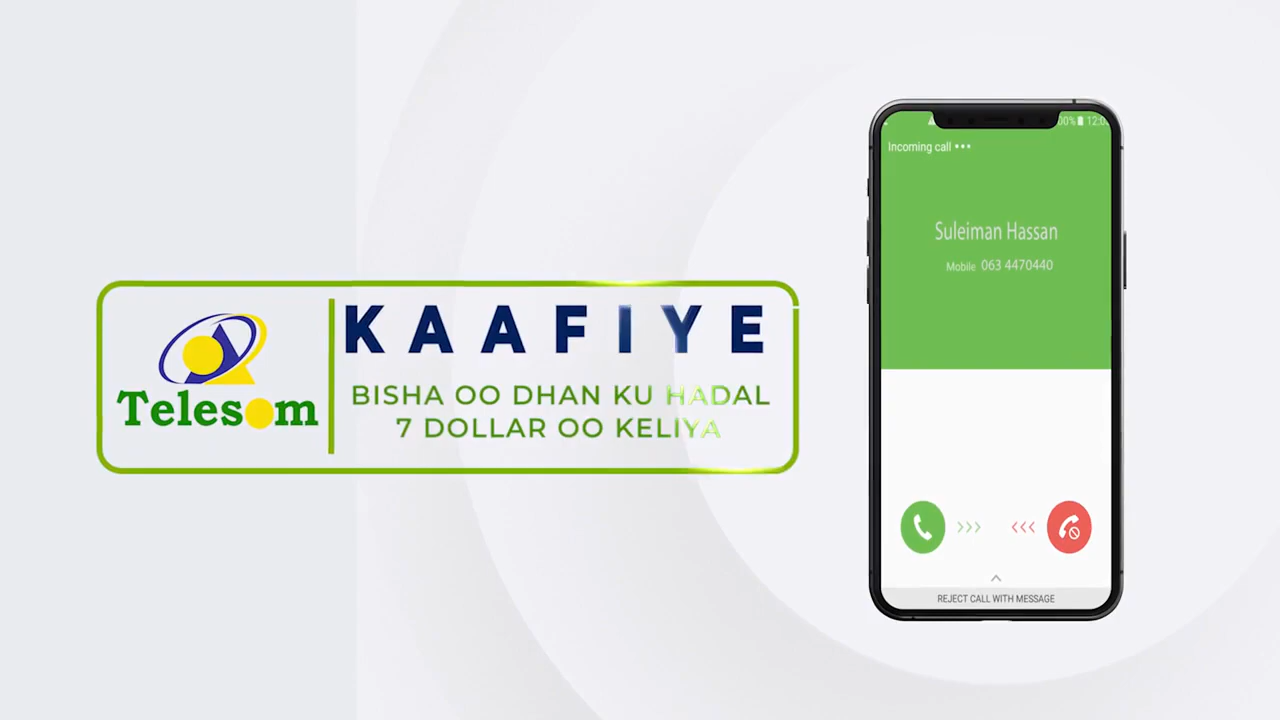 Telesom
KAAFIYE
BISHA OO DHAN KU HADAL
7 DOLLAR OO KELIYA
Incoming call •••
Suleiman Hassan
Mobile 063 4470440
REJECT CALL WITH MESSAGE